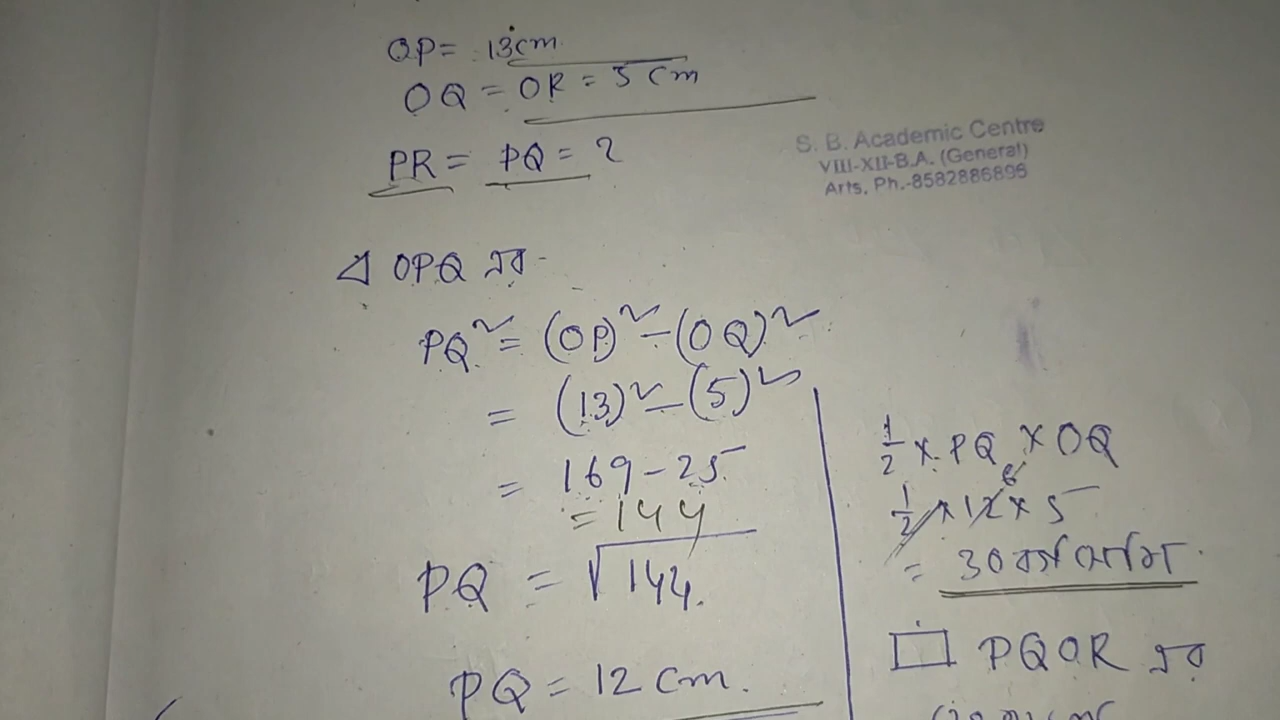 OP = 13cm.
OQ = OR = 5 cm
PR = PQ = ?
S. B. Academic Centre
VIII-XII-B.A. (General)
Arts, Ph.-8582886896
△ OPQ এর
PQ² = (OP)² - (OQ)²
= (13)² - (5)²
= 169 - 25
= 144
PQ = √144.
PQ = 12 cm.
1/2 × PQ × OQ
6
1/2 × 12 × 5
= 30 বর্গ সেমি.
▭ PQOR এর